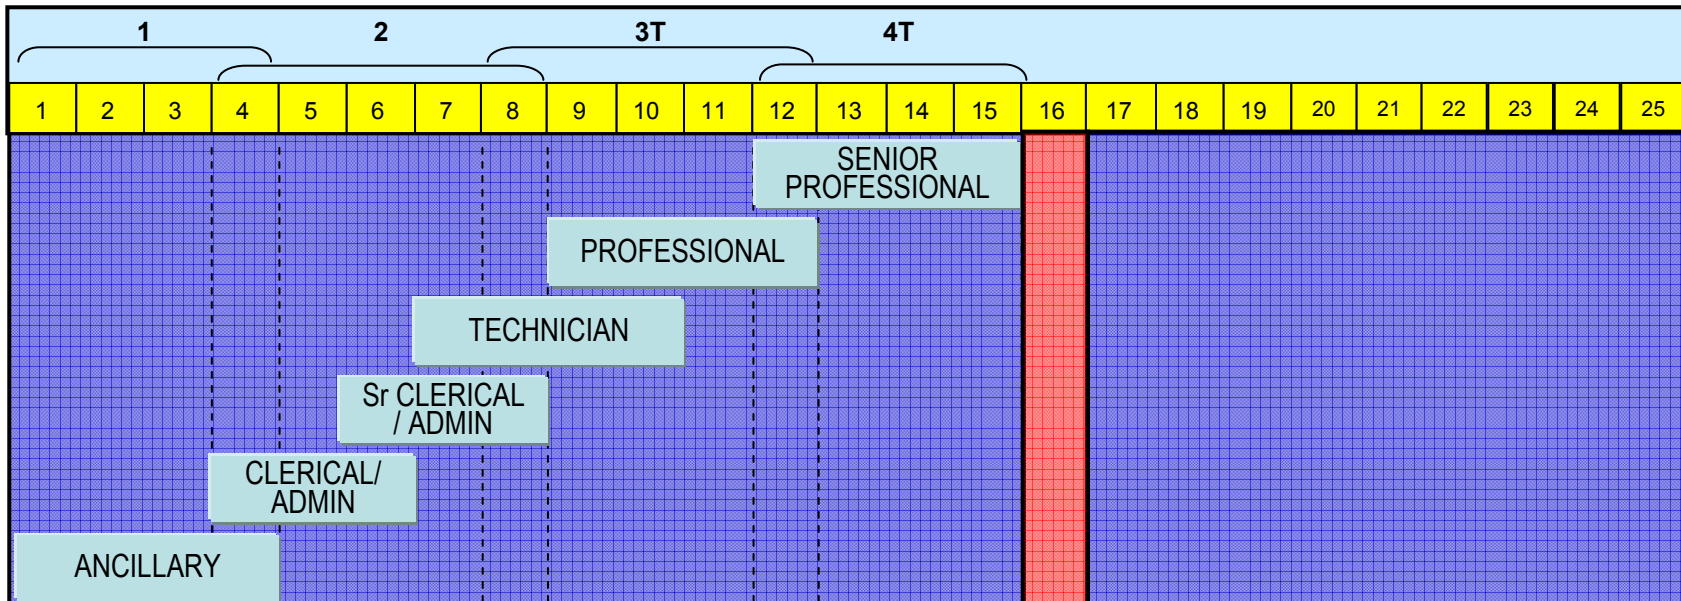 1 2 3T 4T
1 2 3 4 5 6 7 8 9 10 11 12 13 14 15 16 17 18 19 20 21 22 23 24 25
SENIOR
PROFESSIONAL
PROFESSIONAL
TECHNICIAN
Sr CLERICAL
/ ADMIN
CLERICAL/
ADMIN
ANCILLARY